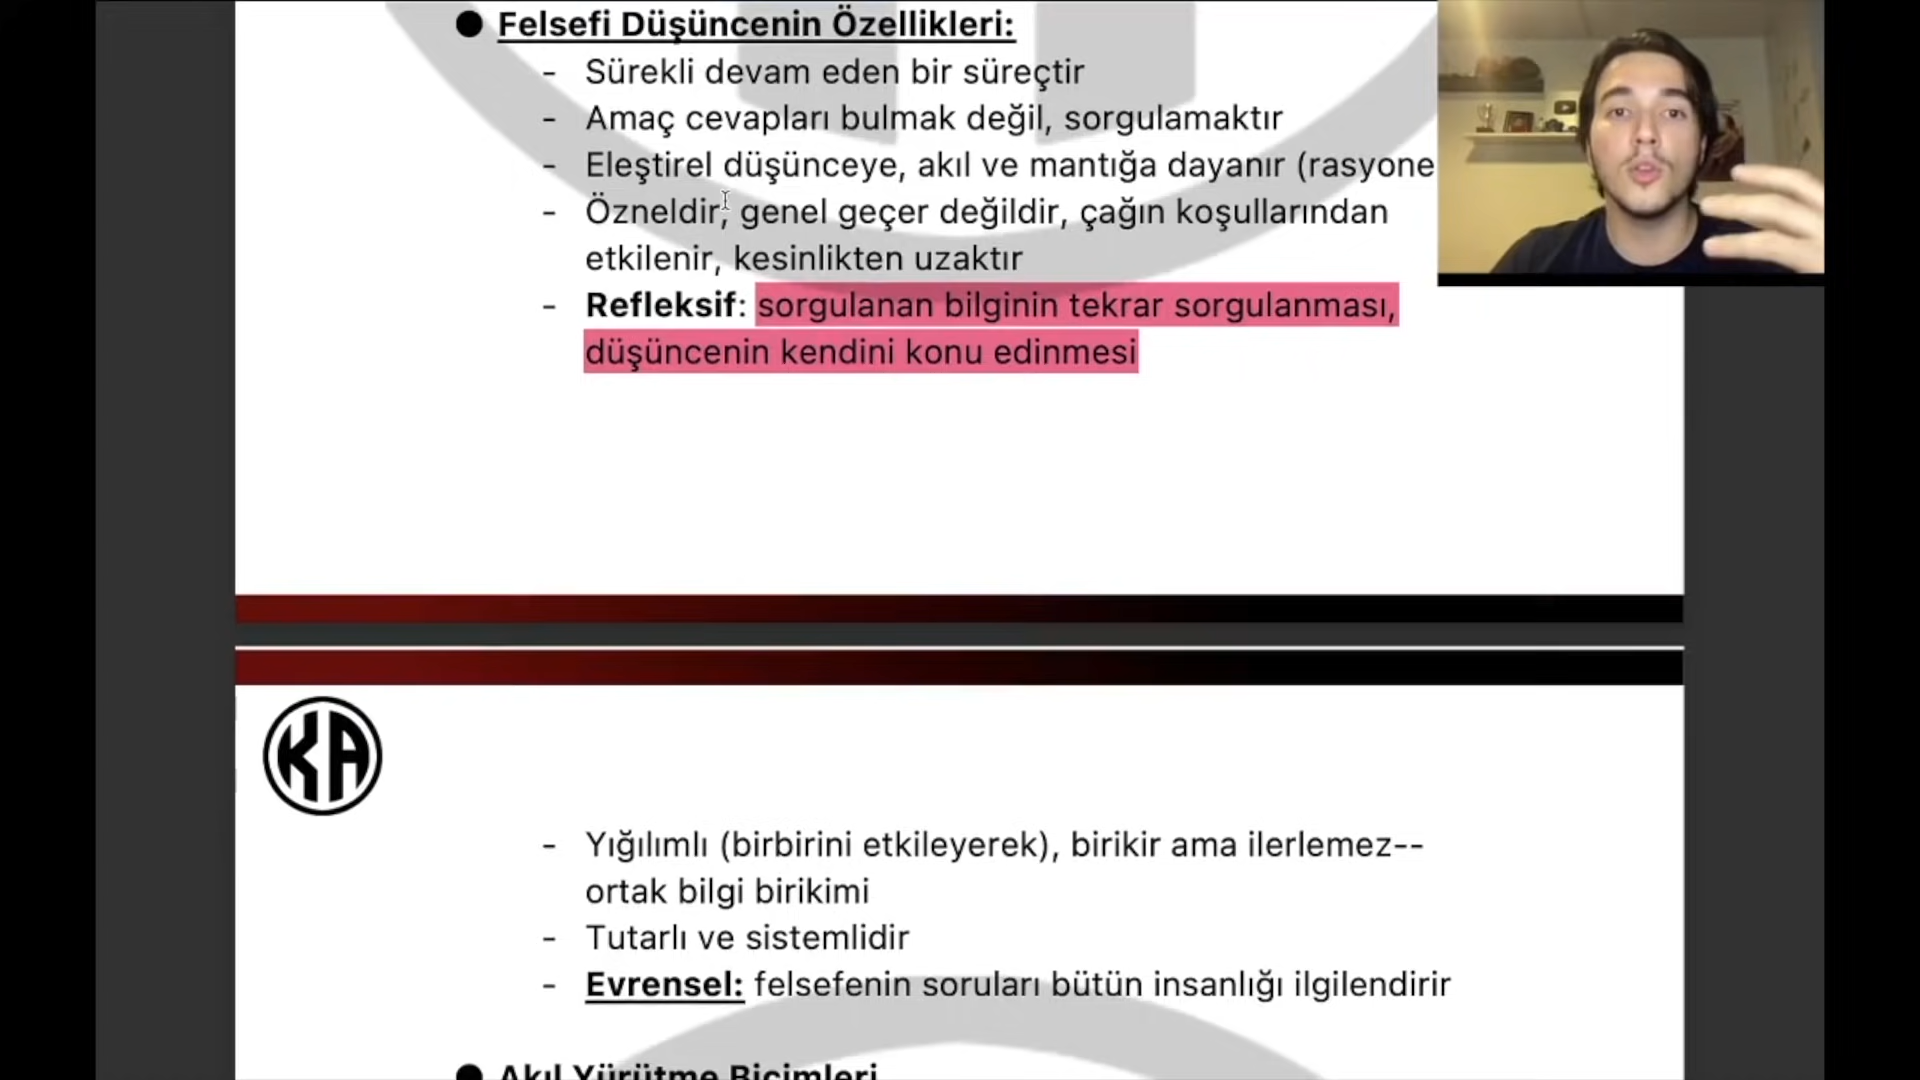 ● Felsefi Düşüncenin Özellikleri:
- Sürekli devam eden bir süreçtir
- Amaç cevapları bulmak değil, sorgulamaktır
- Eleştirel düşünceye, akıl ve mantığa dayanır (rasyone
- Özneldir, genel geçer değildir, çağın koşullarından
etkilenir, kesinlikten uzaktır
- Refleksif: sorgulanan bilginin tekrar sorgulanması,
düşüncenin kendini konu edinmesi
KA
- Yığılımlı (birbirini etkileyerek), birikir ama ilerlemez--
ortak bilgi birikimi
- Tutarlı ve sistemlidir
- Evrensel: felsefenin soruları bütün insanlığı ilgilendirir
● Akıl Yürütme Biçimleri